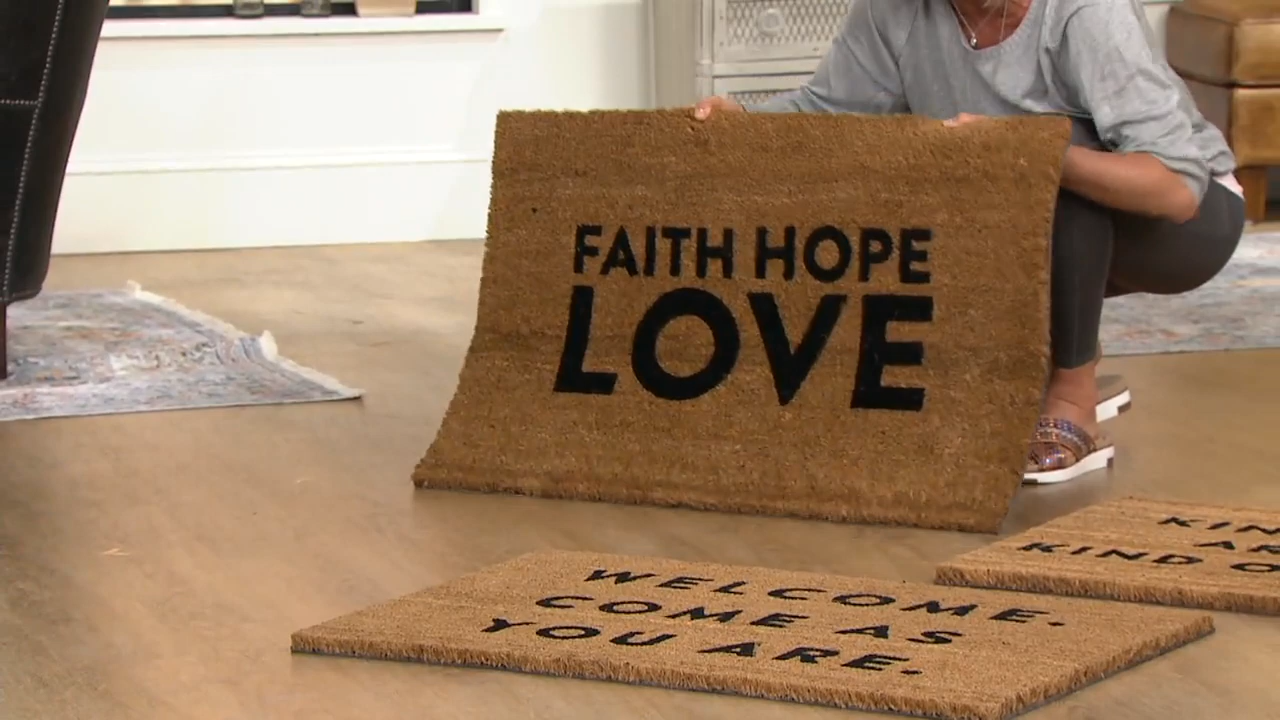 FAITH HOPE
LOVE
WELCOME.
COME AS
YOU ARE.
KIND